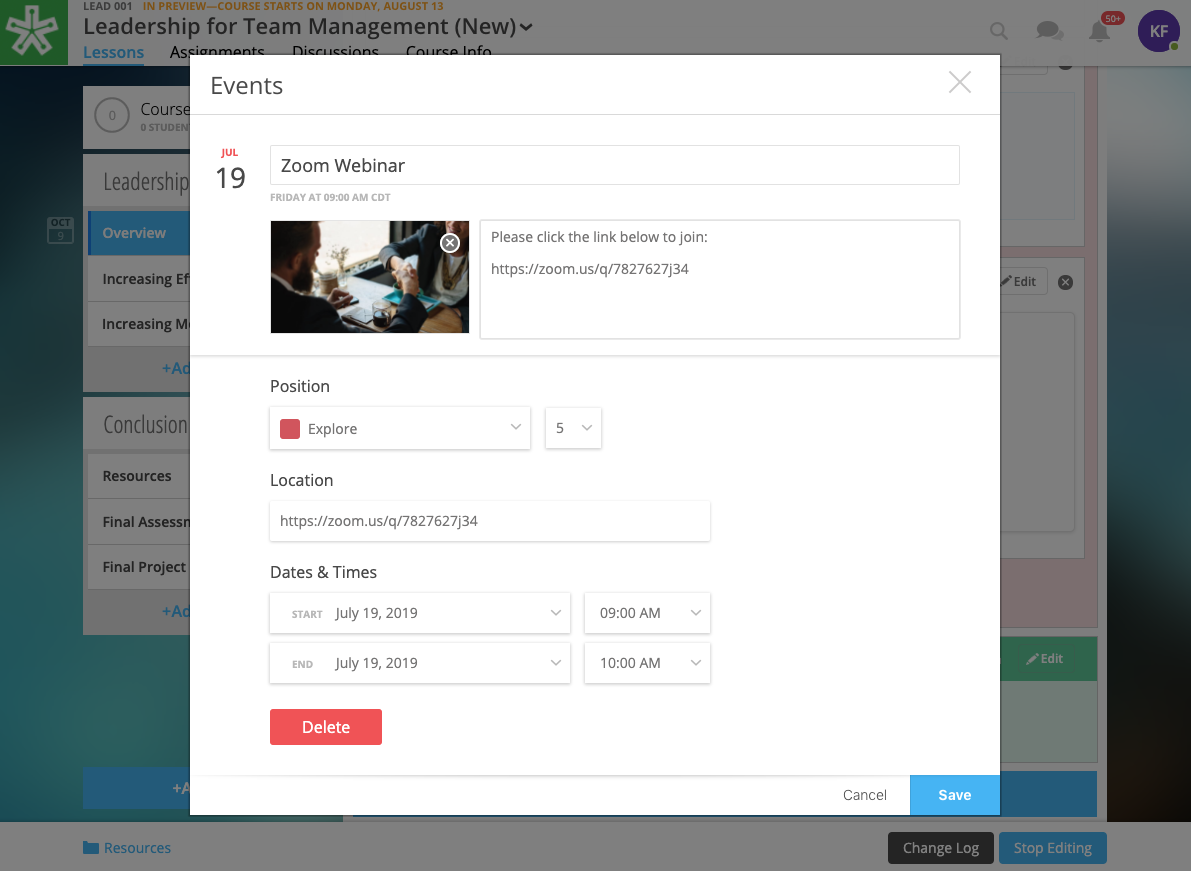 LEAD 001 IN PREVIEW—COURSE STARTS ON MONDAY, AUGUST 13
Leadership for Team Management (New)
Lessons Assignments Discussions Course Info
50+
KF
Events
0
Course
0 STUDEN
JUL
19
Zoom Webinar
FRIDAY AT 09:00 AM CDT
Leadership
OCT
9
Overview
Please click the link below to join:
https://zoom.us/q/7827627j34
Increasing Ef
Edit
Increasing M
+Ad
Position
Explore
5
Conclusion
Resources
Location
https://zoom.us/q/7827627j34
Final Assessn
Final Project
Dates & Times
+Ad
START July 19, 2019 09:00 AM
END July 19, 2019 10:00 AM
Edit
Delete
+A
Cancel
Save
Resources
Change Log
Stop Editing